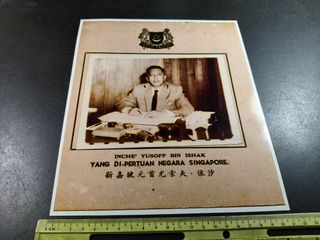 INCHE' YUSOFF BIN ISHAK
YANG DI-PERTUAN NEGARA SINGAPORE.
新嘉坡元首尤索夫·依沙